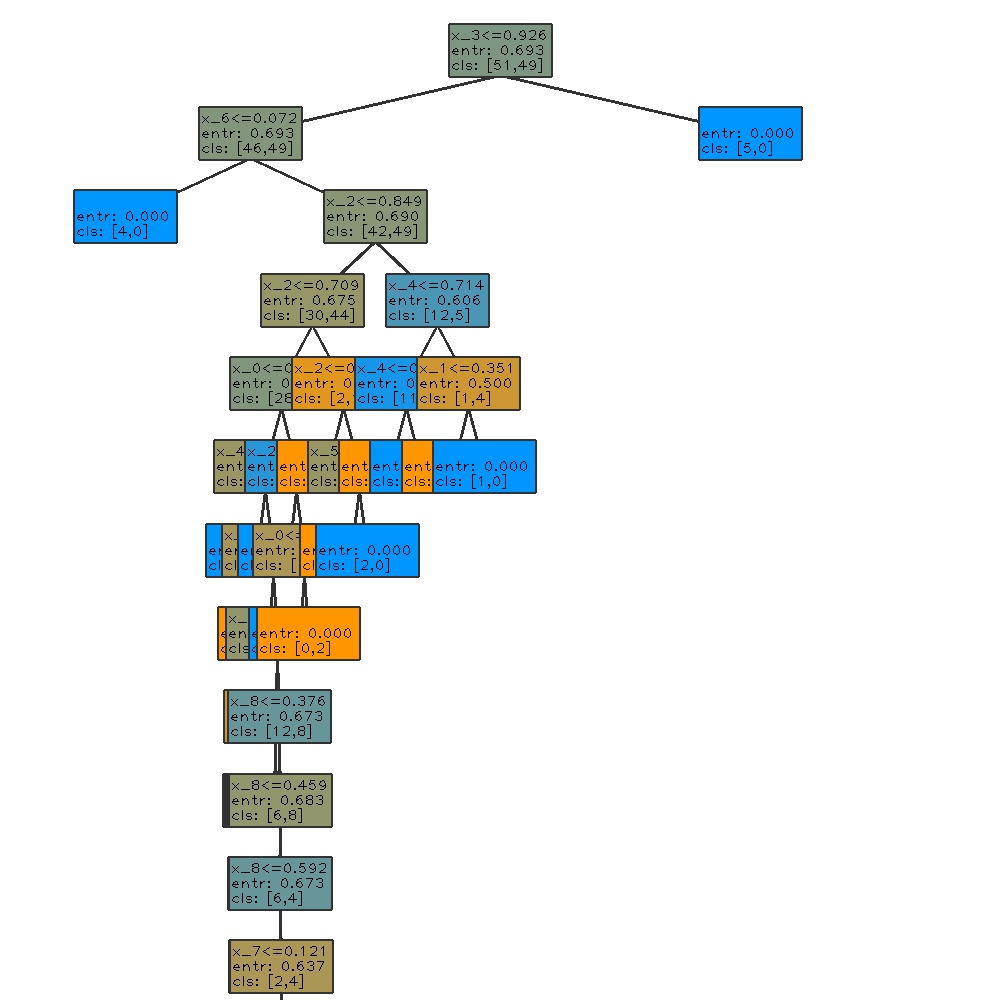 x_3<=0.926
entr: 0.693
cls: [51,49]
x_6<=0.072
entr: 0.693
cls: [46,49]
entr: 0.000
cls: [5,0]
entr: 0.000
cls: [4,0]
x_2<=0.849
entr: 0.690
cls: [42,49]
x_2<=0.709
entr: 0.675
cls: [30,44]
x_4<=0.714
entr: 0.606
cls: [12,5]
x_0<=0
entr: 0
cls: [28
x_2<=0
entr: 0
cls: [2,
x_4<=0
entr: 0
cls: [11
x_1<=0.351
entr: 0.500
cls: [1,4]
x_4
ent
cls:
x_2
ent
cls:
ent
cls:
x_5
ent
cls:
ent
cls:
ent
cls:
ent
cls:
entr: 0.000
cls: [1,0]
x_0<=
entr:
cls: [
entr: 0.000
cls: [2,0]
x_
en
cls
entr: 0.000
cls: [0,2]
x_8<=0.376
entr: 0.673
cls: [12,8]
x_8<=0.459
entr: 0.683
cls: [6,8]
x_8<=0.592
entr: 0.673
cls: [6,4]
x_7<=0.121
entr: 0.637
cls: [2,4]